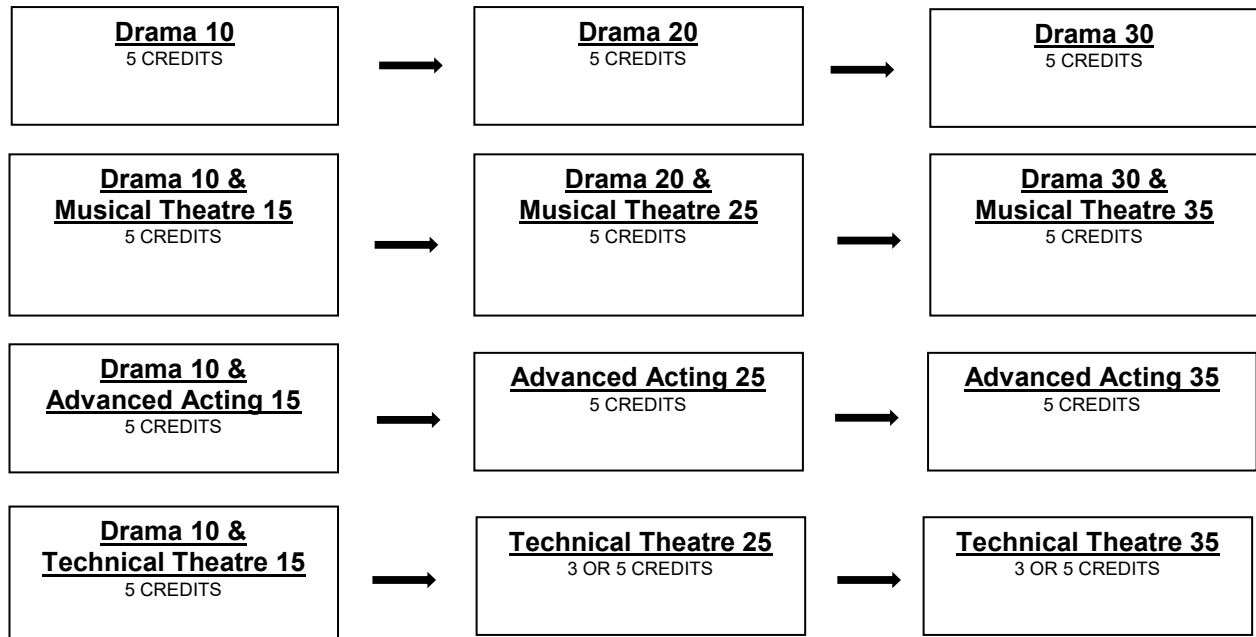 Drama 10
5 CREDITS
Drama 20
5 CREDITS
Drama 30
5 CREDITS
Drama 10 &
Musical Theatre 15
5 CREDITS
Drama 20 &
Musical Theatre 25
5 CREDITS
Drama 30 &
Musical Theatre 35
5 CREDITS
Drama 10 &
Advanced Acting 15
5 CREDITS
Advanced Acting 25
5 CREDITS
Advanced Acting 35
5 CREDITS
Drama 10 &
Technical Theatre 15
5 CREDITS
Technical Theatre 25
3 OR 5 CREDITS
Technical Theatre 35
3 OR 5 CREDITS